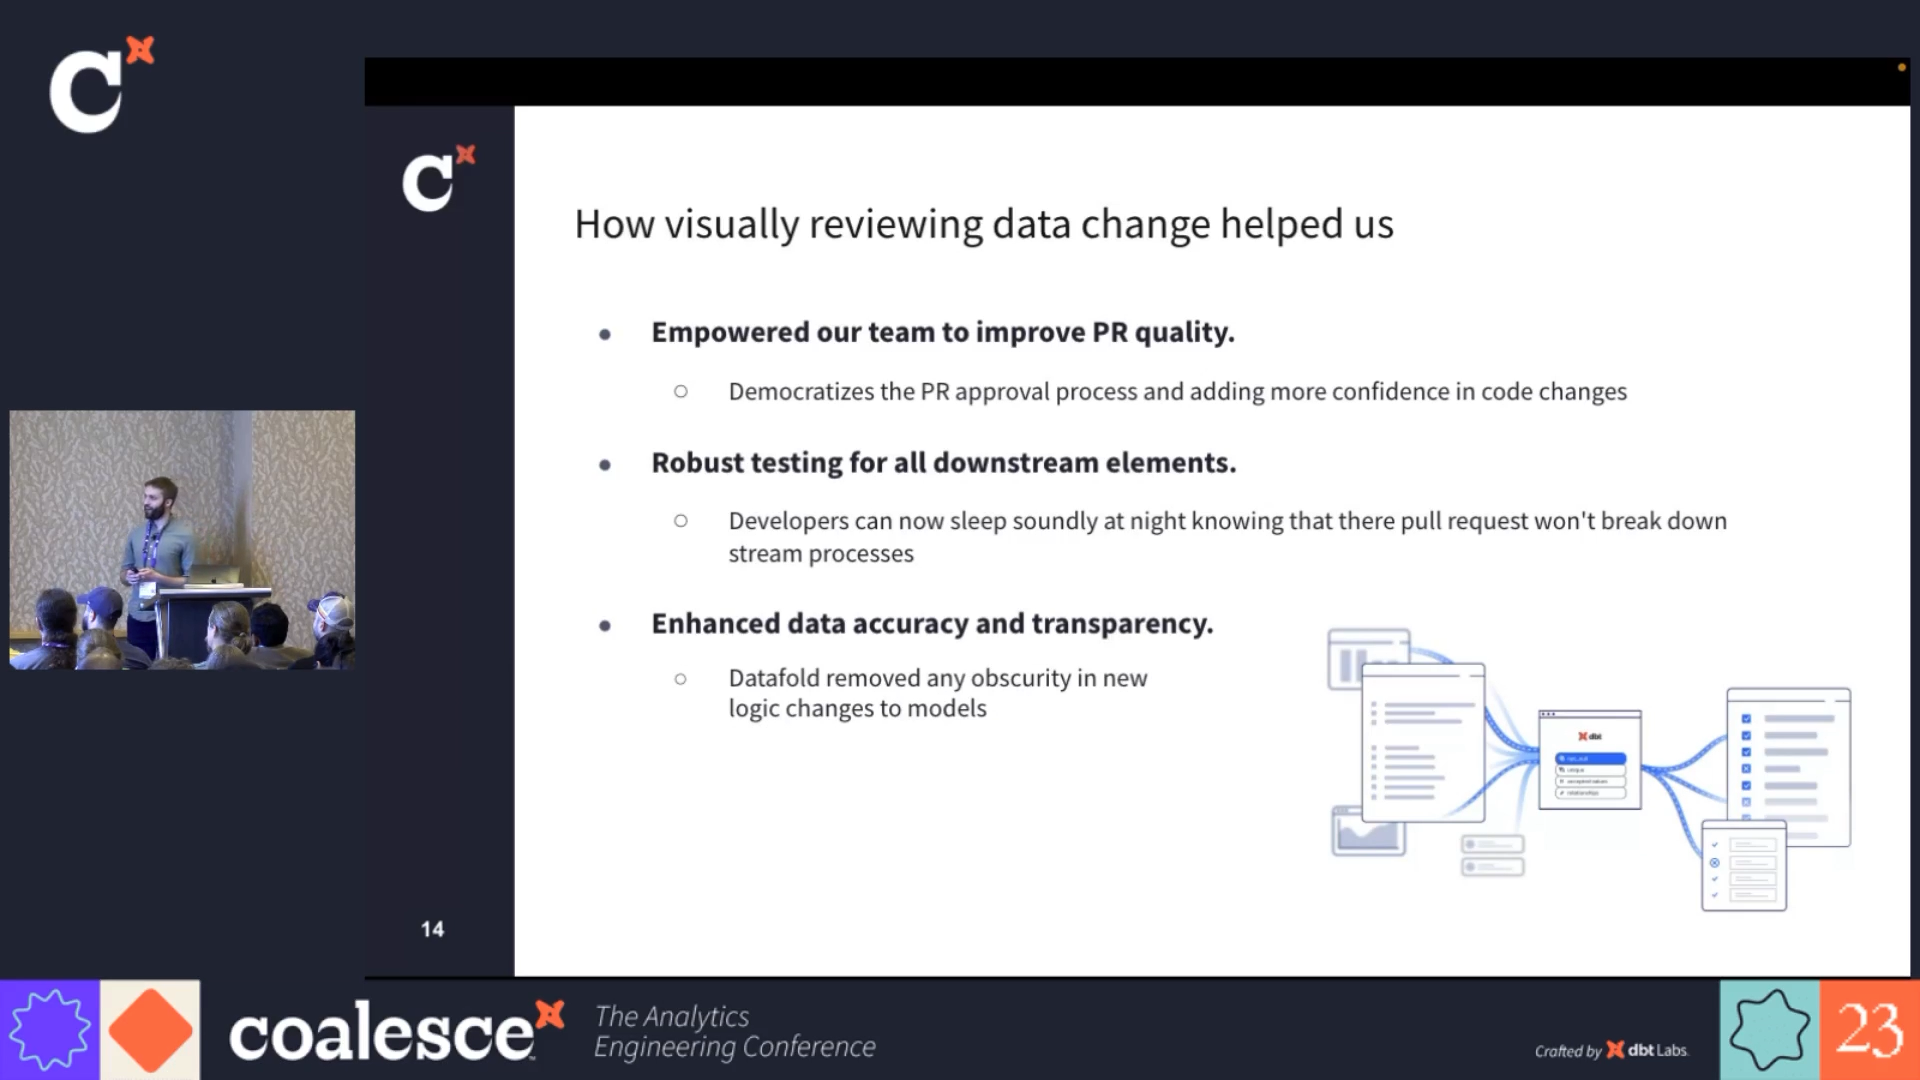 How visually reviewing data change helped us
Empowered our team to improve PR quality.
Democratizes the PR approval process and adding more confidence in code changes
Robust testing for all downstream elements.
Developers can now sleep soundly at night knowing that there pull request won't break down
stream processes
Enhanced data accuracy and transparency.
Datafold removed any obscurity in new
logic changes to models
dbt
unique
relationships
14
coalesce
The Analytics
Engineering Conference
Crafted by dbt Labs
23